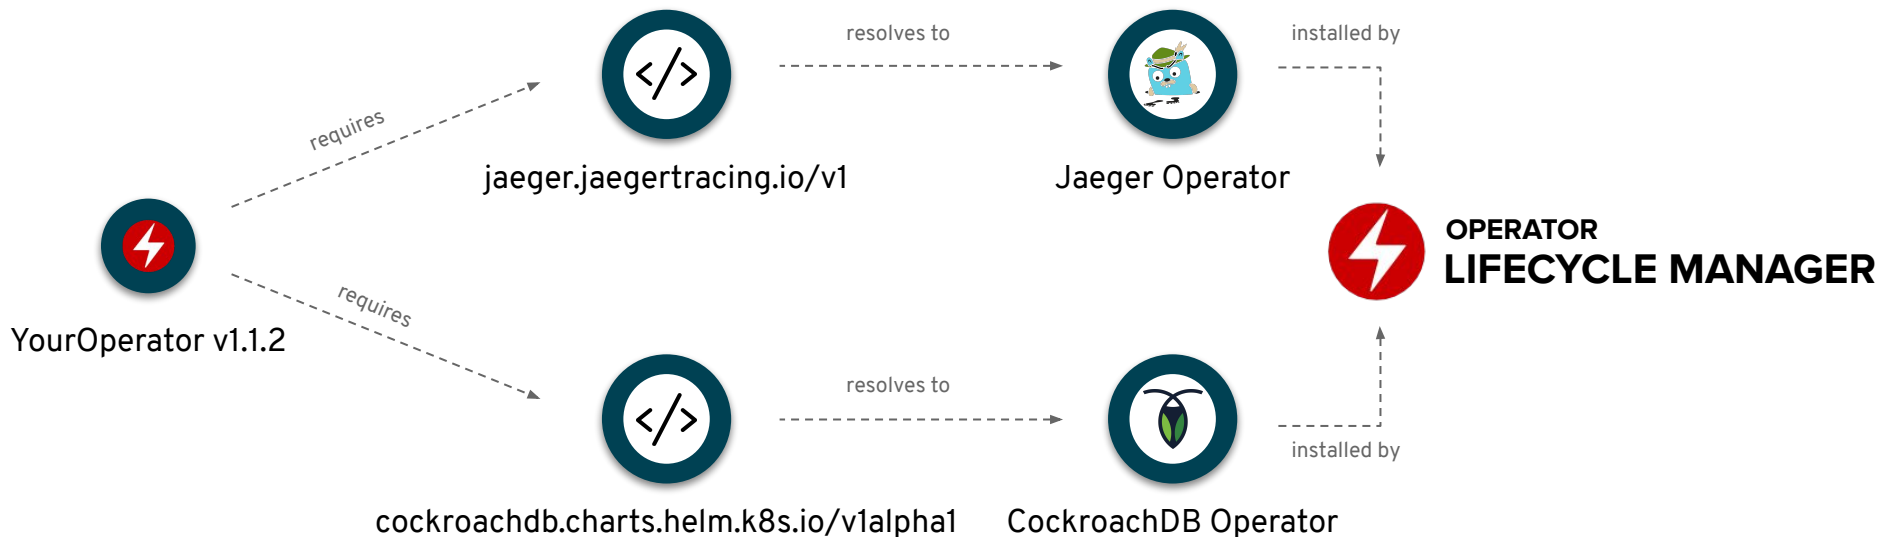 resolves to
installed by
requires
</>
jaeger.jaegertracing.io/v1
Jaeger Operator
OPERATOR
LIFECYCLE MANAGER
YourOperator v1.1.2
requires
resolves to
installed by
</>
cockroachdb.charts.helm.k8s.io/v1alpha1
CockroachDB Operator